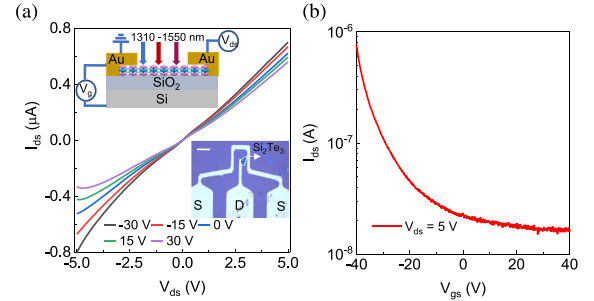 (a)
0.8
0.4
0.0
-0.4
-0.8
I_ds (µA)
-5.0
-2.5
0.0
2.5
5.0
V_ds (V)
1310 -1550 nm
V_ds
Au
Au
V_g
SiO₂
Si
Si₂Te₃
S
D
S
-30 V
-15 V
0 V
15 V
30 V
(b)
10⁻⁶
10⁻⁷
10⁻⁸
I_ds (A)
V_ds = 5 V
-40
-20
0
20
40
V_gs (V)